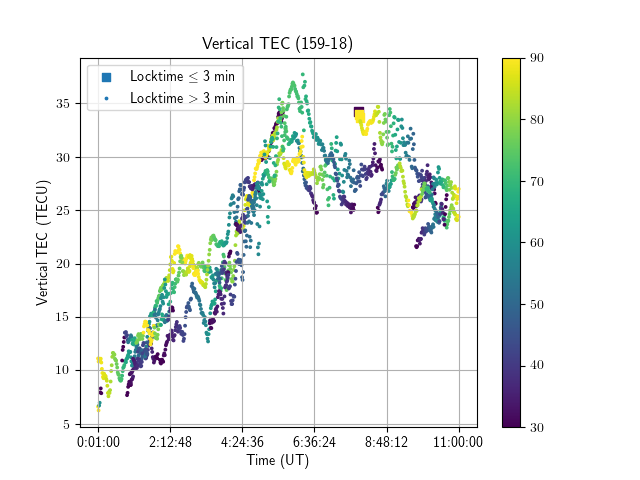 Vertical TEC (159-18)
Locktime ≤ 3 min
Locktime > 3 min
35
30
25
20
15
10
5
Vertical TEC (TECU)
0:01:00 2:12:48 4:24:36 6:36:24 8:48:12 11:00:00
Time (UT)
90
80
70
60
50
40
30